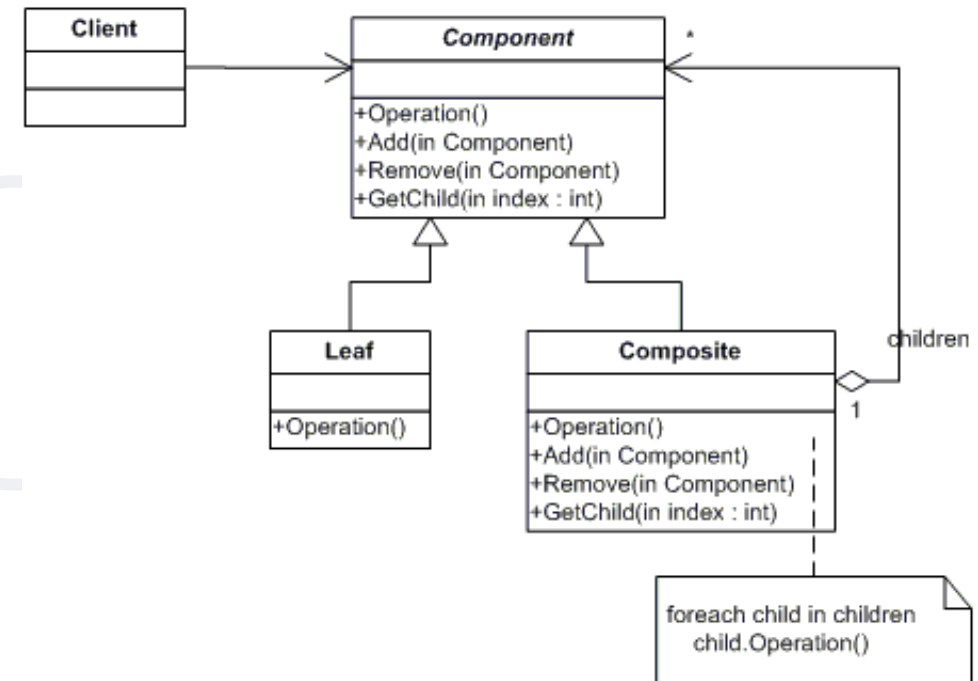 Client
Component
*
+Operation()
+Add(in Component)
+Remove(in Component)
+GetChild(in index : int)
children
Leaf
+Operation()
Composite
1
+Operation()
+Add(in Component)
+Remove(in Component)
+GetChild(in index : int)
foreach child in children
child.Operation()